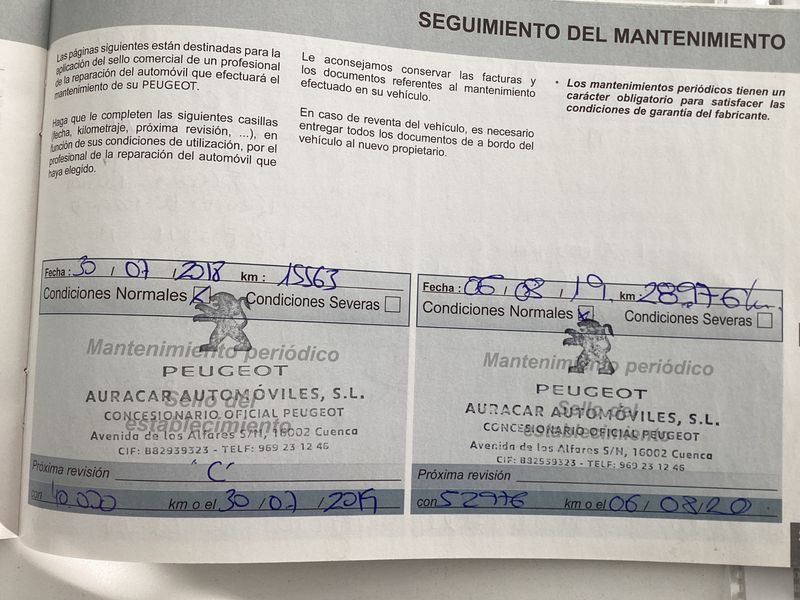 SEGUIMIENTO DEL MANTENIMIENTO
Las páginas siguientes están destinadas para la
aplicación del sello comercial de un profesional
de la reparación del automóvil que efectuará el
mantenimiento de su PEUGEOT.
Haga que le completen las siguientes casillas
(fecha, kilometraje, próxima revisión, ...), en
función de sus condiciones de utilización, por el
profesional de la reparación del automóvil que
haya elegido.
Le aconsejamos conservar las facturas y
los documentos referentes al mantenimiento
efectuado en su vehículo.
En caso de reventa del vehículo, es necesario
entregar todos los documentos de a bordo del
vehículo al nuevo propietario.
• Los mantenimientos periódicos tienen un
carácter obligatorio para satisfacer las
condiciones de garantía del fabricante.
Fecha : 30 / 07 / 2018 km : 15563
Condiciones Normales Condiciones Severas
Mantenimiento periódico
PEUGEOT
AURACAR AUTOMÓVILES, S.L.
Sello del
CONCESIONARIO OFICIAL PEUGEOT
establecimiento
Avenida de los Alfares S/N, 16002 Cuenca
CIF: B82939323 - TELF: 969 23 12 46
Próxima revisión "C"
con 40.000 km o el 30 / 07 / 2019
Fecha : 06 / 08 / 19 km 28976 km
Condiciones Normales Condiciones Severas
Mantenimiento periódico
PEUGEOT
AURACAR AUTOMÓVILES, S.L.
Sello del
CONCESIONARIO OFICIAL PEUGEOT
establecimiento
Avenida de los Alfares S/N, 16002 Cuenca
TELF: 969 23 12 46
Próxima revisión
con 52976 km o el 06 / 08 / 20